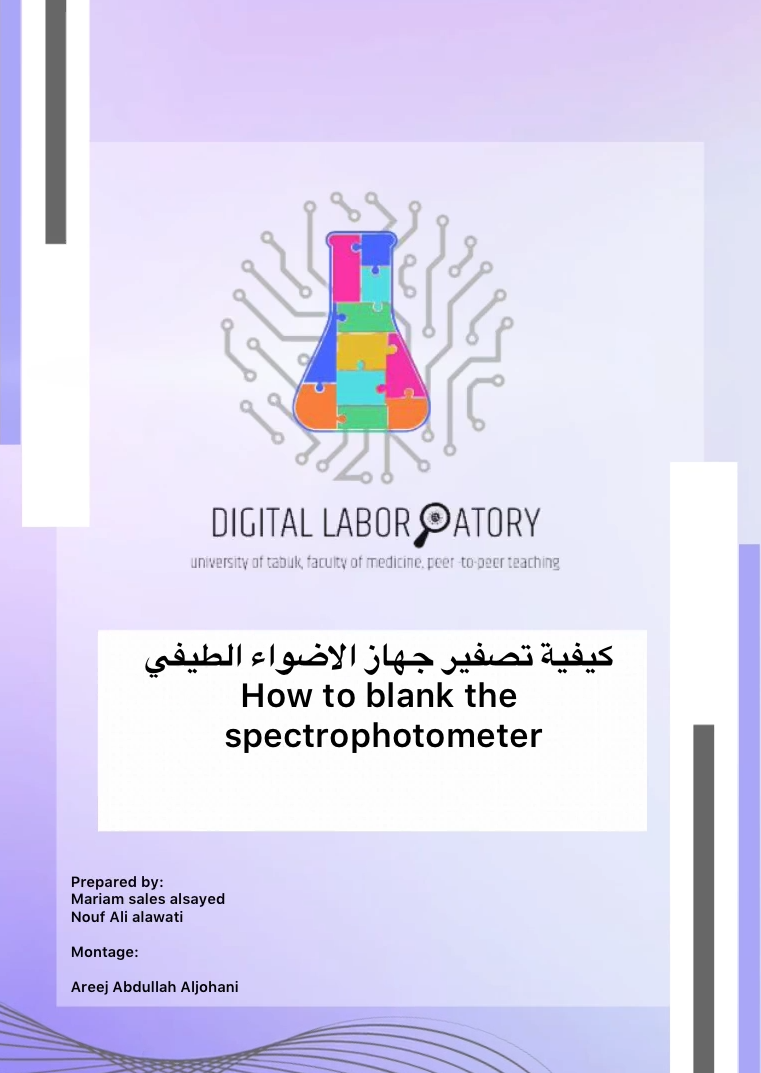 DIGITAL LABORATORY
university of tabuk, faculty of medicine, peer -to-peer teaching
كيفية تصفير جهاز الاضواء الطيفي
How to blank the
spectrophotometer
Prepared by:
Mariam sales alsayed
Nouf Ali alawati
Montage:
Areej Abdullah Aljohani